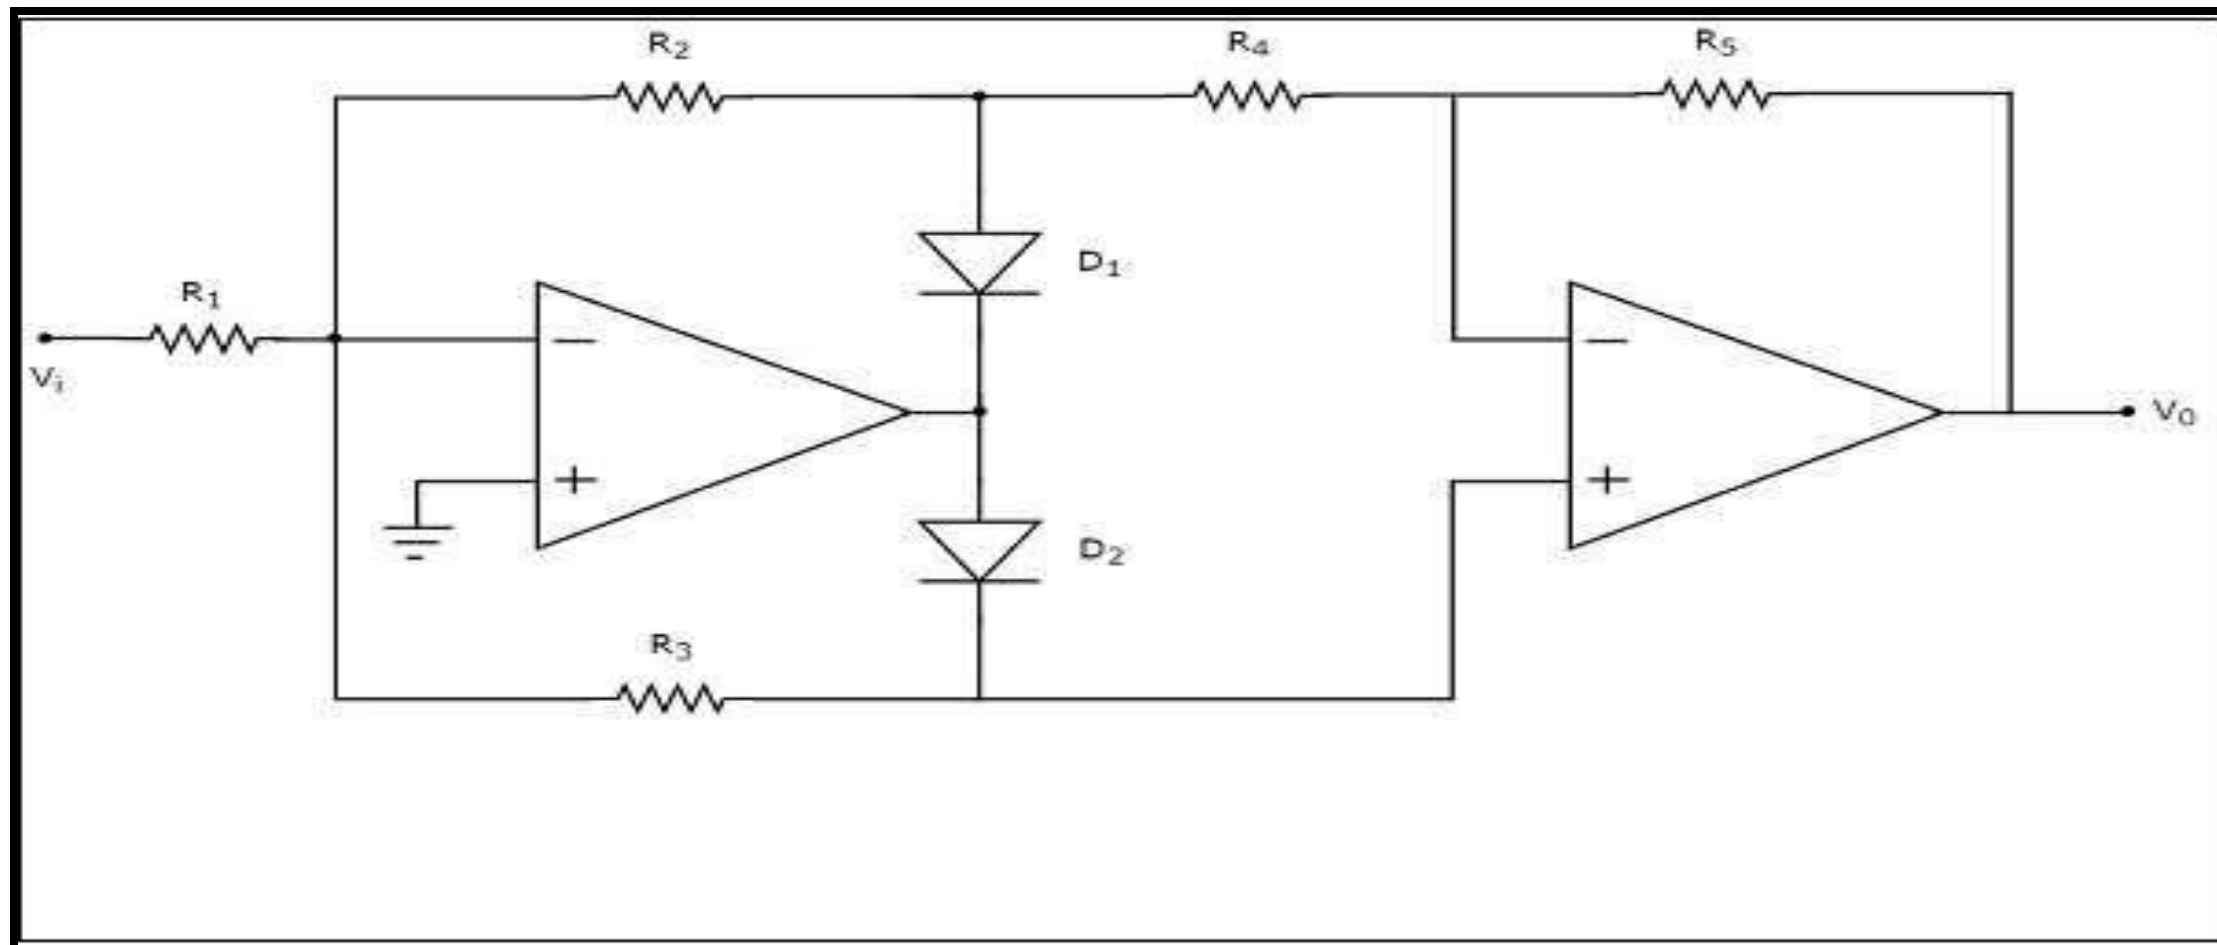 R₂
R₄
R₅
D₁
R₁
−
−
Vᵢ
V₀
+
+
D₂
R₃